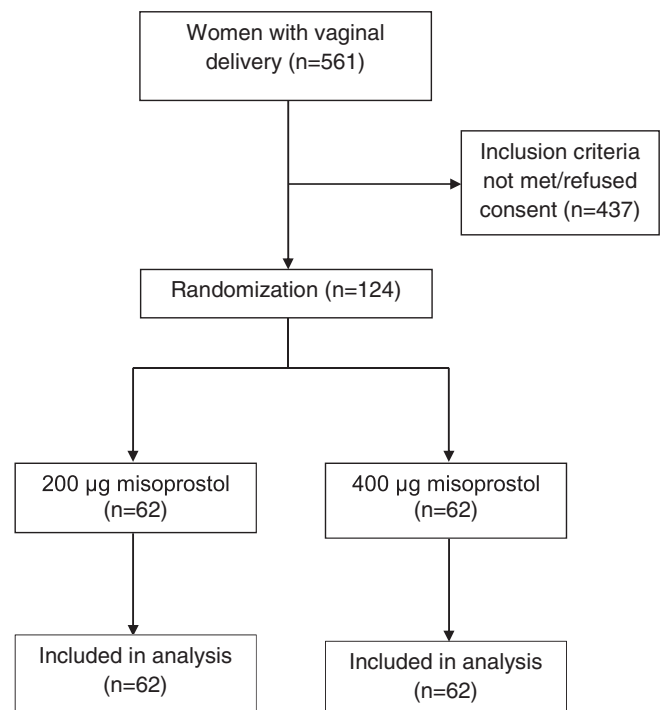 Women with vaginal
delivery (n=561)
Inclusion criteria
not met/refused
consent (n=437)
Randomization (n=124)
200 µg misoprostol
(n=62)
400 µg misoprostol
(n=62)
Included in analysis
(n=62)
Included in analysis
(n=62)